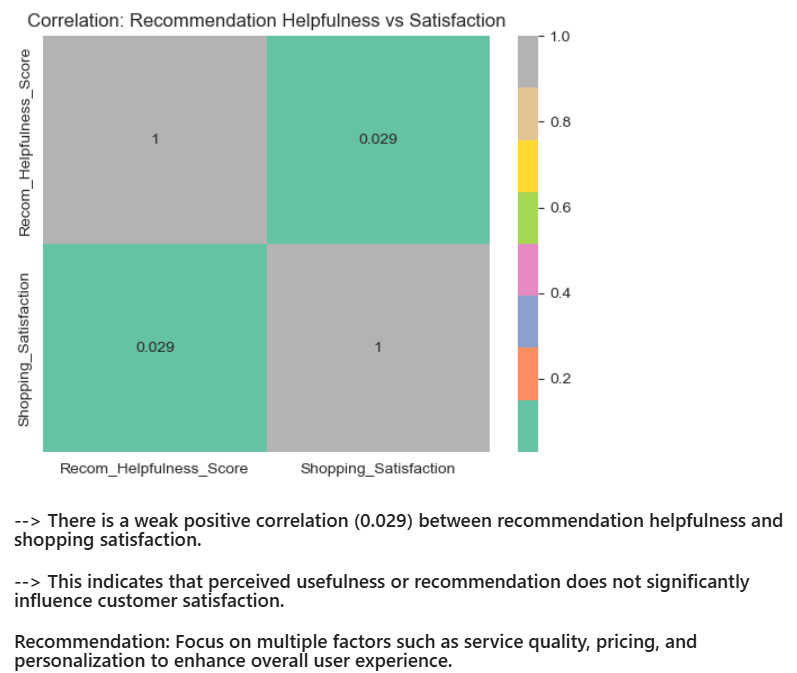 Correlation: Recommendation Helpfulness vs Satisfaction
Recom_Helpfulness_Score
Shopping_Satisfaction
1
0.029
0.029
1
1.0
0.8
0.6
0.4
0.2
Recom_Helpfulness_Score
Shopping_Satisfaction
--> There is a weak positive correlation (0.029) between recommendation helpfulness and
shopping satisfaction.
--> This indicates that perceived usefulness or recommendation does not significantly
influence customer satisfaction.
Recommendation: Focus on multiple factors such as service quality, pricing, and
personalization to enhance overall user experience.